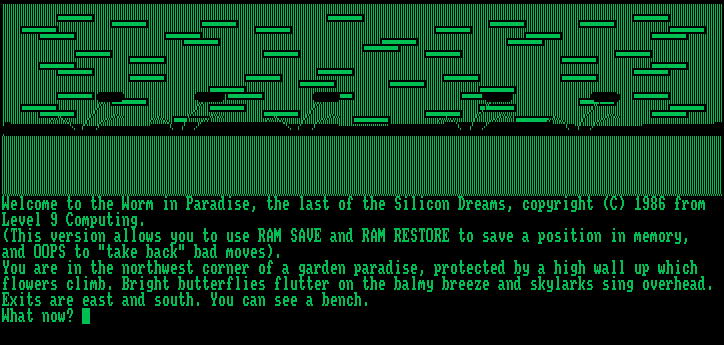 Welcome to the Worm in Paradise, the last of the Silicon Dreams, copyright (C) 1986 from
Level 9 Computing.
(This version allows you to use RAM SAVE and RAM RESTORE to save a position in memory,
and OOPS to "take back" bad moves).
You are in the northwest corner of a garden paradise, protected by a high wall up which
flowers climb. Bright butterflies flutter on the balmy breeze and skylarks sing overhead.
Exits are east and south. You can see a bench.
What now?